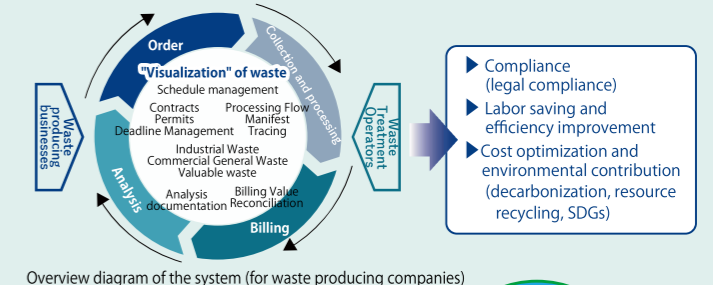 Order
Collection and processing
"Visualization" of waste
Schedule management
Contracts
Permits
Deadline Management
Processing Flow
Manifest
Tracing
Industrial Waste
Commercial General Waste
Valuable waste
Analysis
documentation
Billing Value
Reconciliation
Analysis
Billing
Waste
producing
businesses
Waste
Treatment
Operators
Compliance
(legal compliance)
Labor saving and
efficiency improvement
Cost optimization and
environmental contribution
(decarbonization, resource
recycling, SDGs)
Overview diagram of the system (for waste producing companies)